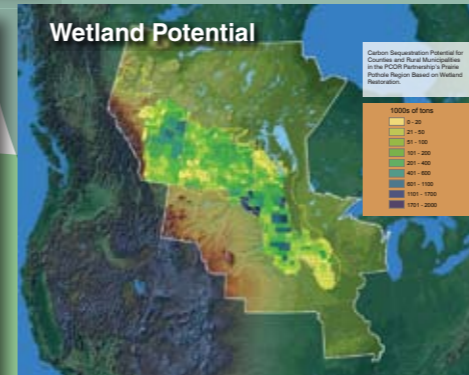 Wetland Potential
Carbon Sequestration Potential for
Counties and Rural Municipalities
in the PCOR Partnership's Prairie
Pothole Region Based on Wetland
Restoration.
1000s of tons
0 - 20
21 - 50
51 - 100
101 - 200
201 - 400
401 - 600
601 - 1100
1101 - 1700
1701 - 2000